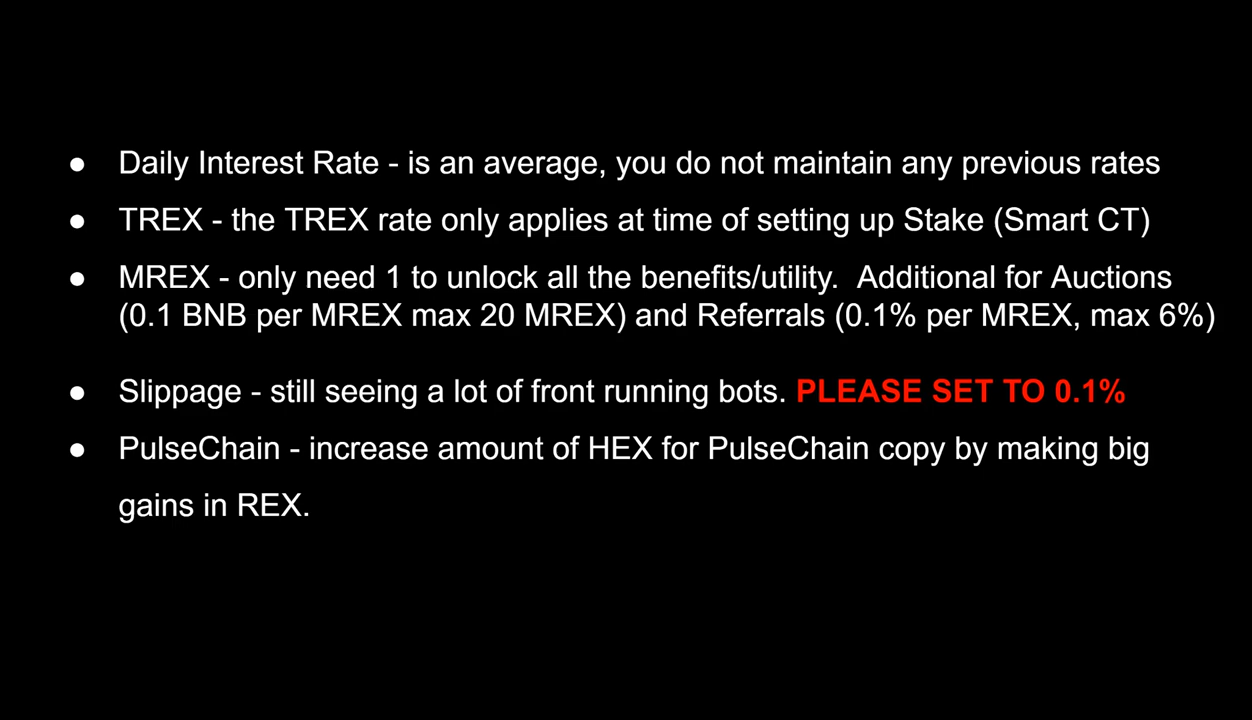 ● Daily Interest Rate - is an average, you do not maintain any previous rates
● TREX - the TREX rate only applies at time of setting up Stake (Smart CT)
● MREX - only need 1 to unlock all the benefits/utility.  Additional for Auctions
(0.1 BNB per MREX max 20 MREX) and Referrals (0.1% per MREX, max 6%)
● Slippage - still seeing a lot of front running bots. PLEASE SET TO 0.1%
● PulseChain - increase amount of HEX for PulseChain copy by making big
gains in REX.